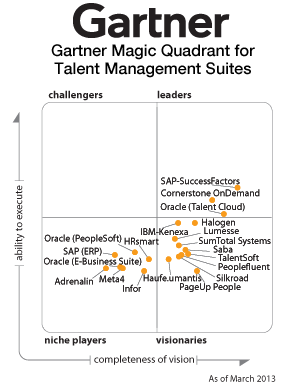 Gartner
Gartner Magic Quadrant for
Talent Management Suites
challengers
leaders
SAP-SuccessFactors
Cornerstone OnDemand
Oracle (Talent Cloud)
ability to execute
Halogen
IBM-Kenexa
Lumesse
Oracle (PeopleSoft)
HRsmart
SumTotal Systems
SAP (ERP)
Saba
Oracle (E-Business Suite)
TalentSoft
Peoplefluent
Adrenalin
Meta4
Haufe.umantis
Silkroad
Infor
PageUp People
niche players
visionaries
completeness of vision
As of March 2013